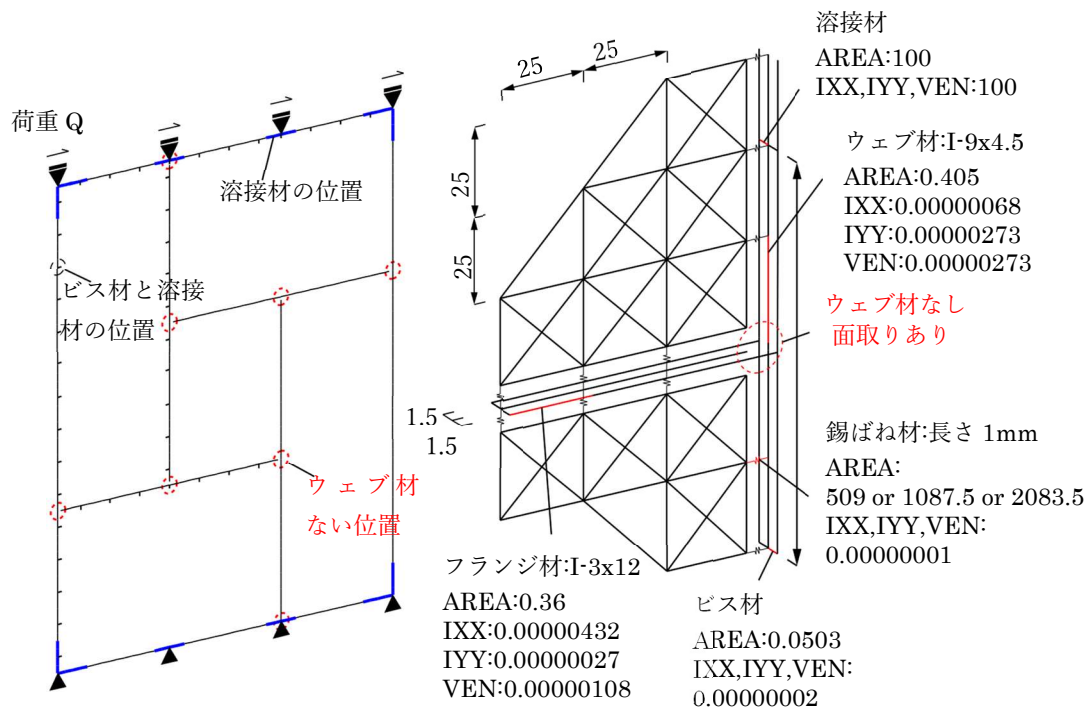 荷重 Q
溶接材の位置
ビス材と溶接
材の位置
ウェブ材
ない位置
25
25
25
25
1.5
1.5
溶接材
AREA:100
IXX,IYY,VEN:100
ウェブ材:I-9x4.5
AREA:0.405
IXX:0.00000068
IYY:0.00000273
VEN:0.00000273
ウェブ材なし
面取りあり
錫ばね材:長さ 1mm
AREA:
509 or 1087.5 or 2083.5
IXX,IYY,VEN:
0.00000001
フランジ材:I-3x12
AREA:0.36
IXX:0.00000432
IYY:0.00000027
VEN:0.00000108
ビス材
AREA:0.0503
IXX,IYY,VEN:
0.00000002